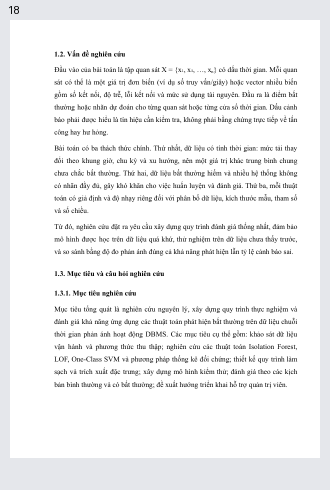 18
1.2. Vấn đề nghiên cứu
Đầu vào của bài toán là tập quan sát X = {x₁, x₂, …, xₙ} có dấu thời gian. Mỗi quan
sát có thể là một giá trị đơn biến (ví dụ số truy vấn/giây) hoặc vector nhiều biến
gồm số kết nối, độ trễ, lỗi kết nối và mức sử dụng tài nguyên. Đầu ra là điểm bất
thường hoặc nhãn dự đoán cho từng quan sát hoặc từng cửa sổ thời gian. Dấu cảnh
báo phải được hiểu là tín hiệu cần kiểm tra, không phải bằng chứng trực tiếp về tấn
công hay hư hỏng.
Bài toán có ba thách thức chính. Thứ nhất, dữ liệu có tính thời gian: mức tải thay
đổi theo khung giờ, chu kỳ và xu hướng, nên một giá trị khác trung bình chung
chưa chắc bất thường. Thứ hai, dữ liệu bất thường hiếm và nhiều hệ thống không
có nhãn đầy đủ, gây khó khăn cho việc huấn luyện và đánh giá. Thứ ba, mỗi thuật
toán có giả định và độ nhạy riêng đối với phân bố dữ liệu, kích thước mẫu, tham số
và số chiều.
Từ đó, nghiên cứu đặt ra yêu cầu xây dựng quy trình đánh giá thống nhất, đảm bảo
mô hình được học trên dữ liệu quá khứ, thử nghiệm trên dữ liệu chưa thấy trước,
và so sánh bằng độ đo phản ánh đúng cả khả năng phát hiện lẫn tỷ lệ cảnh báo sai.
1.3. Mục tiêu và câu hỏi nghiên cứu
1.3.1. Mục tiêu nghiên cứu
Mục tiêu tổng quát là nghiên cứu nguyên lý, xây dựng quy trình thực nghiệm và
đánh giá khả năng ứng dụng các thuật toán phát hiện bất thường trên dữ liệu chuỗi
thời gian phản ánh hoạt động DBMS. Các mục tiêu cụ thể gồm: khảo sát dữ liệu
vận hành và phương thức thu thập; nghiên cứu các thuật toán Isolation Forest,
LOF, One-Class SVM và phương pháp thống kê đối chứng; thiết kế quy trình làm
sạch và trích xuất đặc trưng; xây dựng mô hình kiểm thử; đánh giá theo các kịch
bản bình thường và có bất thường; đề xuất hướng triển khai hỗ trợ quản trị viên.